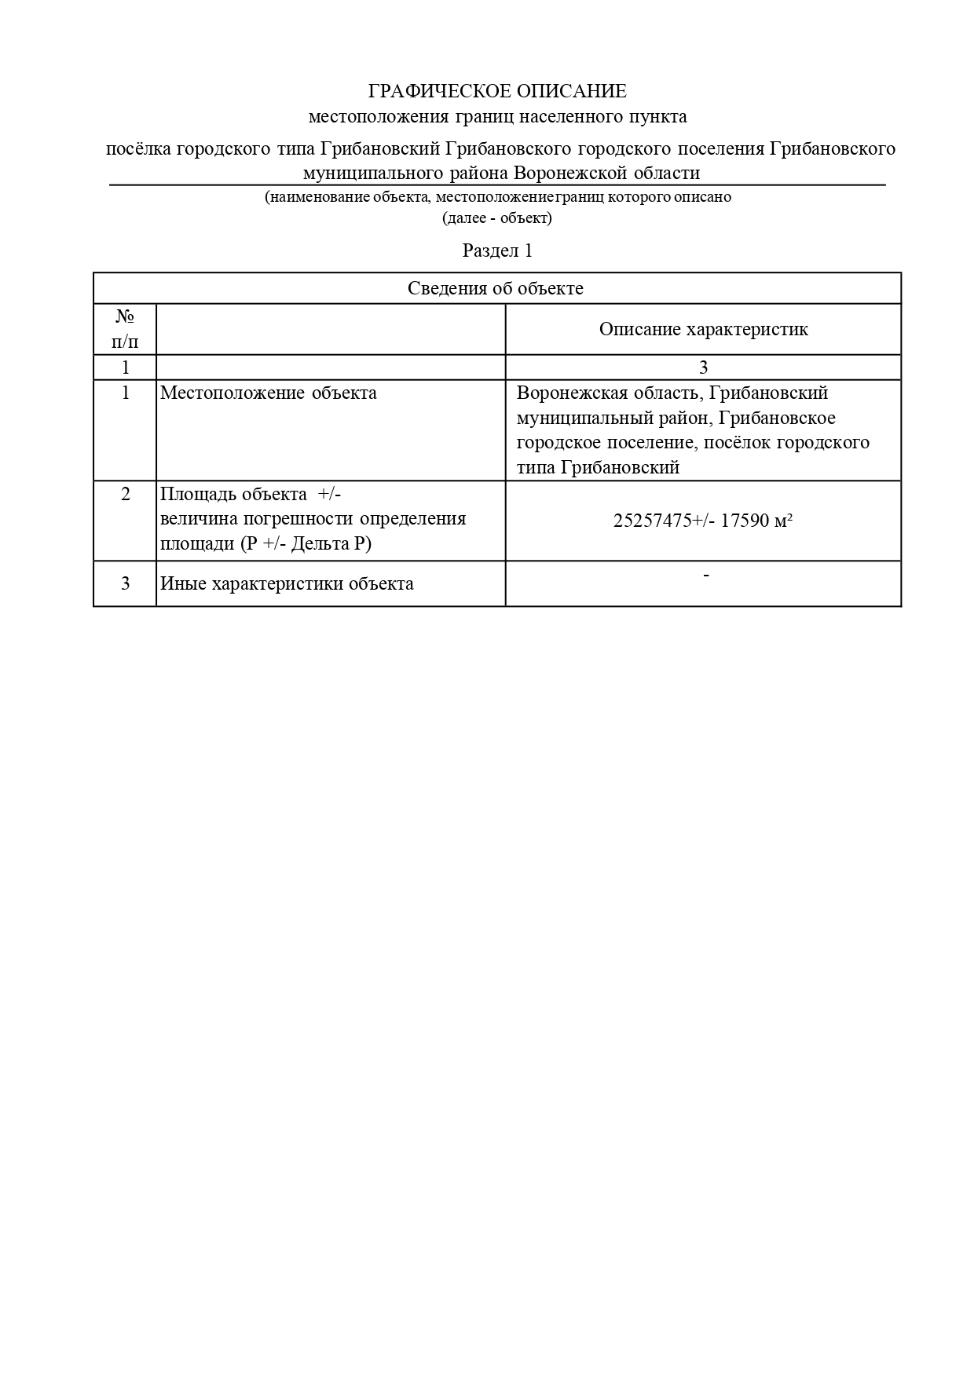 ГРАФИЧЕСКОЕ ОПИСАНИЕ
местоположения границ населенного пункта
посёлка городского типа Грибановский Грибановского городского поселения Грибановского
муниципального района Воронежской области
(наименование объекта, местоположение границ которого описано
(далее - объект)
Раздел 1
Сведения об объекте
№
п/п
Описание характеристик
1
3
1
Местоположение объекта
Воронежская область, Грибановский
муниципальный район, Грибановское
городское поселение, посёлок городского
типа Грибановский
2
Площадь объекта +/-
величина погрешности определения
площади (P +/- Дельта P)
25257475+/- 17590 м²
3
Иные характеристики объекта
-